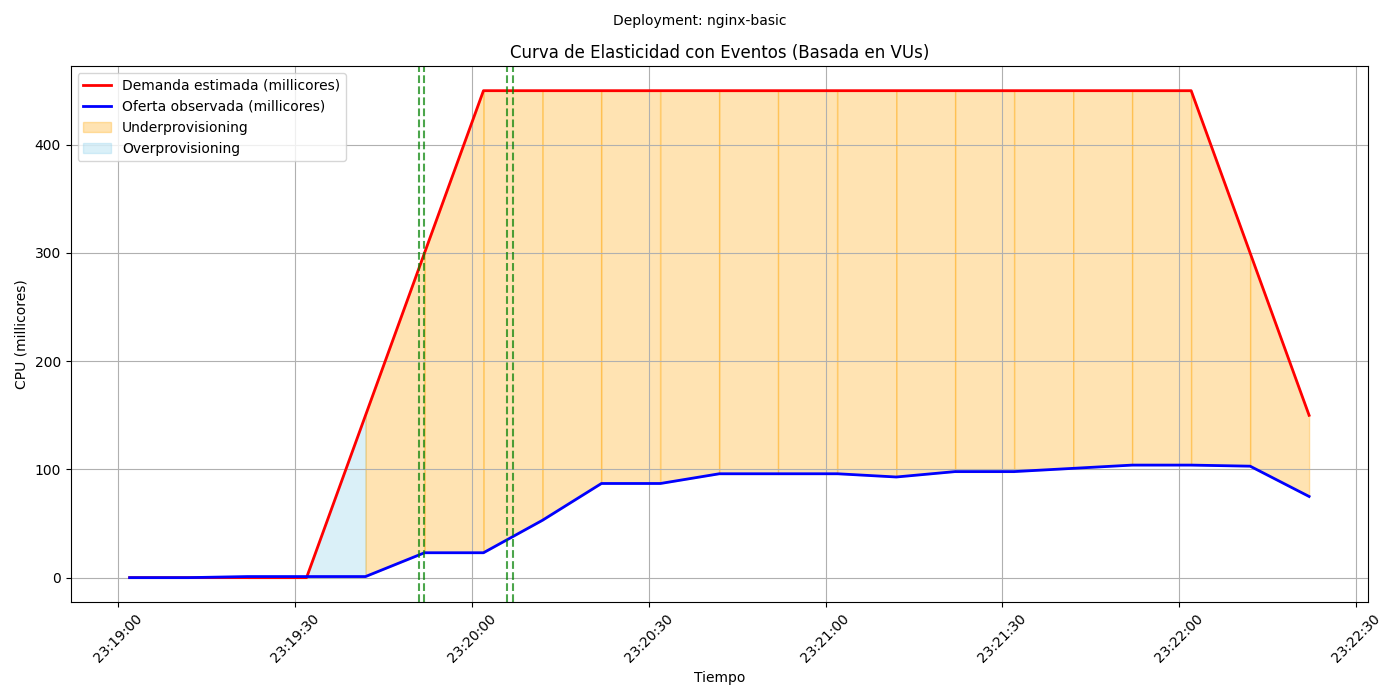 Deployment: nginx-basic
Curva de Elasticidad con Eventos (Basada en VUs)
Demanda estimada (millicores)
Oferta observada (millicores)
Underprovisioning
Overprovisioning
CPU (millicores)
400
300
200
100
0
23:19:00
23:19:30
23:20:00
23:20:30
23:21:00
23:21:30
23:22:00
23:22:30
Tiempo